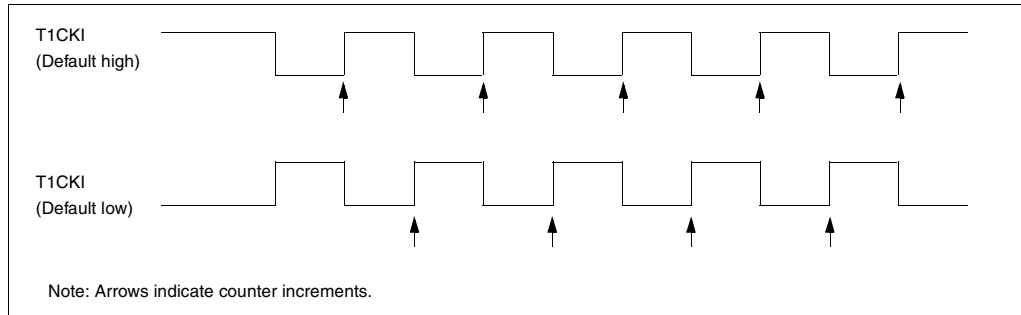 T1CKI
(Default high)
T1CKI
(Default low)
Note: Arrows indicate counter increments.